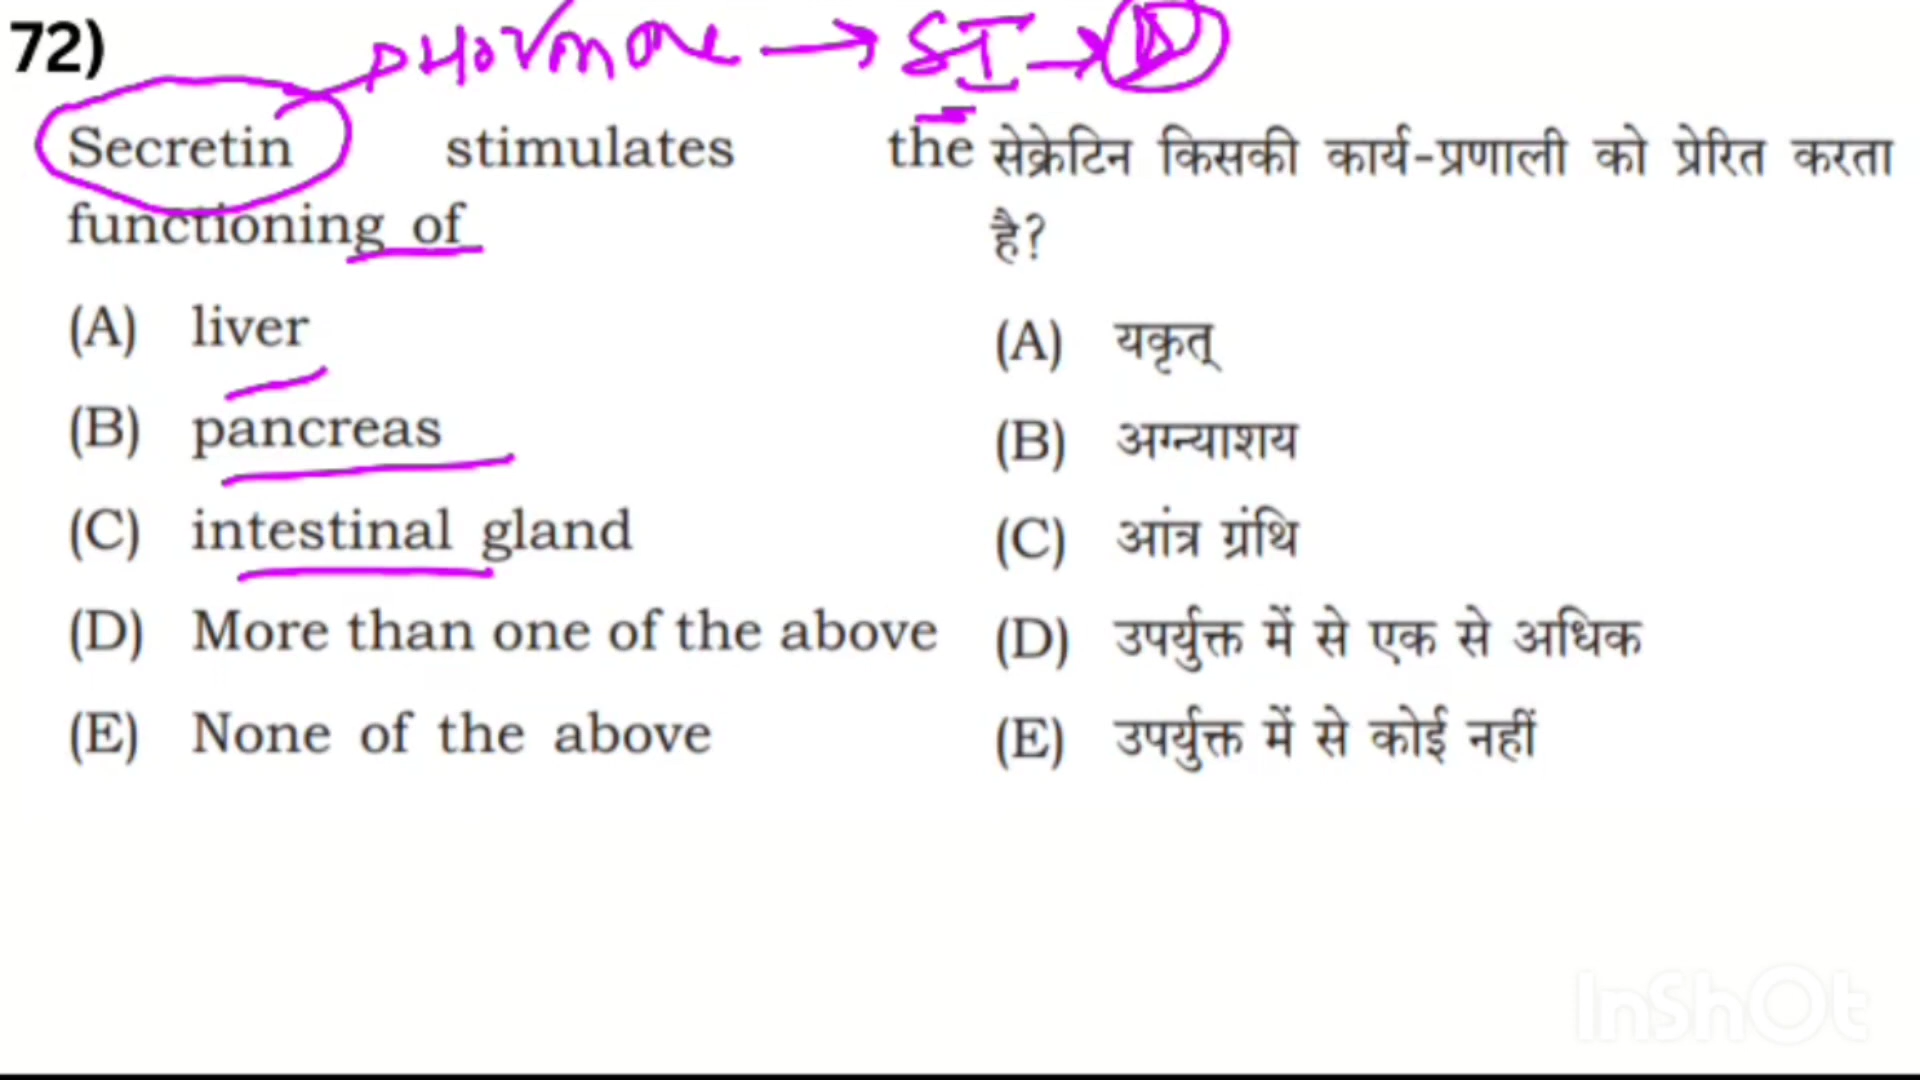 72)
Hormone → SI → D
Secretin stimulates the
functioning of
(A) liver
(B) pancreas
(C) intestinal gland
(D) More than one of the above
(E) None of the above
सेक्रेटिन किसकी कार्य-प्रणाली को प्रेरित करता
है?
(A) यकृत्
(B) अग्न्याशय
(C) आंत्र ग्रंथि
(D) उपर्युक्त में से एक से अधिक
(E) उपर्युक्त में से कोई नहीं
InShOt